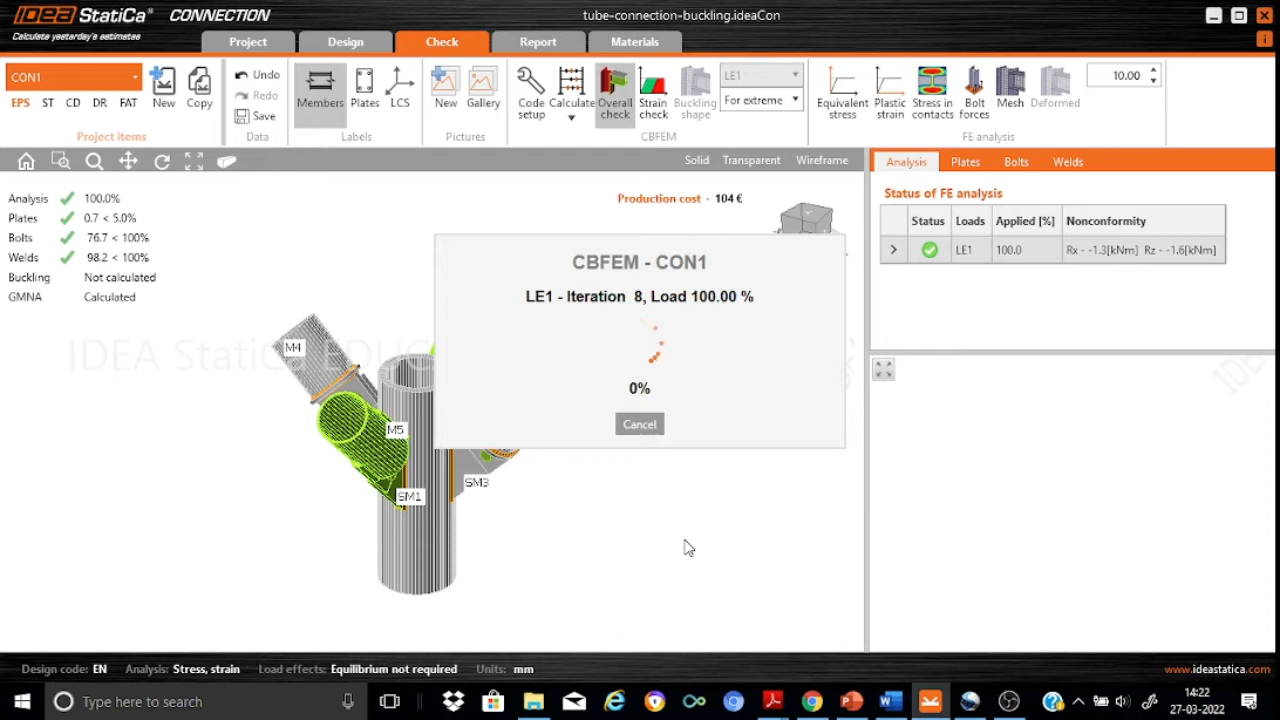 IDEA StatiCa® CONNECTION
Calculate yesterday's estimates
tube-connection-buckling.ideaCon
Project
Design
Check
Report
Materials
CON1
EPS ST CD DR FAT
New
Copy
Undo
Redo
Save
Members
Plates
LCS
New
Gallery
Code setup
Calculate
Overall check
Strain check
Buckling shape
LE1
For extreme
Equivalent stress
Plastic strain
Stress in contacts
Bolt forces
Mesh
Deformed
10.00
Project items
Data
Labels
Pictures
CBFEM
FE analysis
Solid Transparent Wireframe
Analysis 100.0%
Plates 0.7 < 5.0%
Bolts 76.7 < 100%
Welds 98.2 < 100%
Buckling Not calculated
GMNA Calculated
Production cost - 104 €
CBFEM - CON1
LE1 - Iteration 8, Load 100.00 %
0%
Cancel
M4
M5
SM1
SM3
IDEA StatiCa EDUC
Analysis Plates Bolts Welds
Status of FE analysis
Status Loads Applied [%] Nonconformity
LE1 100.0 Rx - -1.3[kNm] Rz - -1.6[kNm]
Design code: EN Analysis: Stress, strain Load effects: Equilibrium not required Units: mm
www.ideastatica.com
Type here to search
14:22
27-03-2022